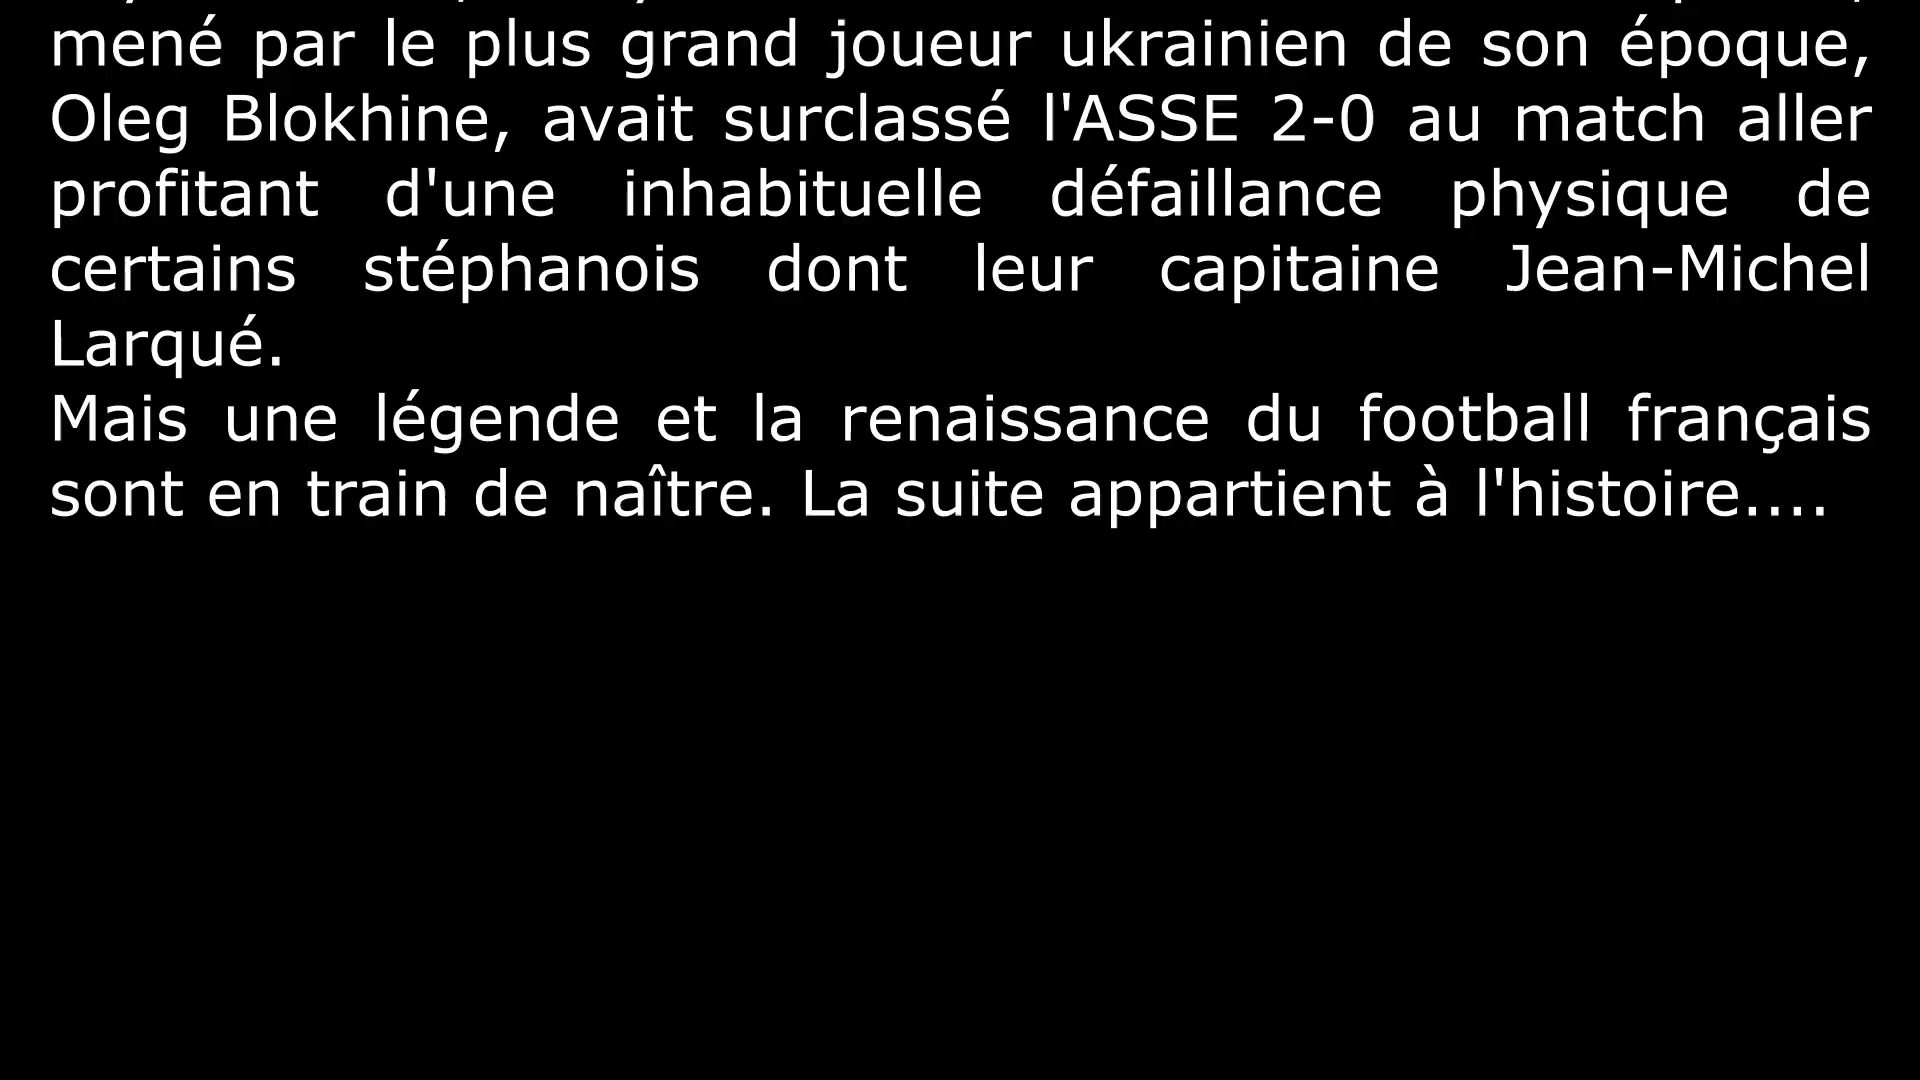 mené par le plus grand joueur ukrainien de son époque,
Oleg Blokhine, avait surclassé l'ASSE 2-0 au match aller
profitant d'une inhabituelle défaillance physique de
certains stéphanois dont leur capitaine Jean-Michel
Larqué.
Mais une légende et la renaissance du football français
sont en train de naître. La suite appartient à l'histoire....